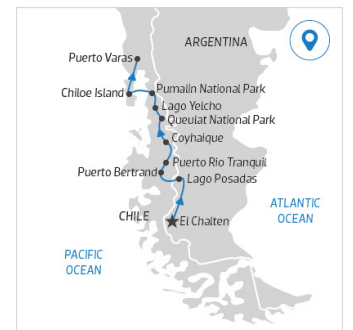 ARGENTINA
Puerto Varas
Pumalin National Park
Chiloe Island
Lago Yelcho
Queulat National Park
Coyhaique
Puerto Rio Tranquil
Puerto Bertrand
Lago Posadas
ATLANTIC
OCEAN
CHILE
El Chalten
PACIFIC
OCEAN